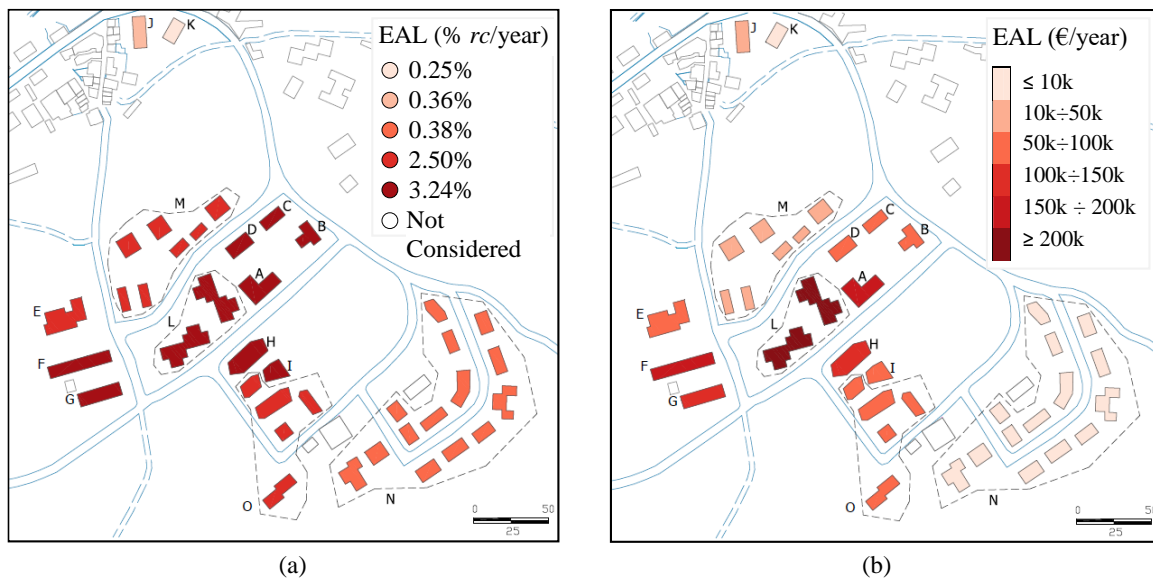 EAL (% rc/year)
0.25%
0.36%
0.38%
2.50%
3.24%
Not
Considered
J
K
M
C
D
B
A
E
L
F
H
I
G
O
N
0
50
25
(a)
EAL (€/year)
≤ 10k
10k÷50k
50k÷100k
100k÷150k
150k ÷ 200k
≥ 200k
J
K
M
C
D
B
A
E
L
F
H
I
G
O
N
0
50
25
(b)